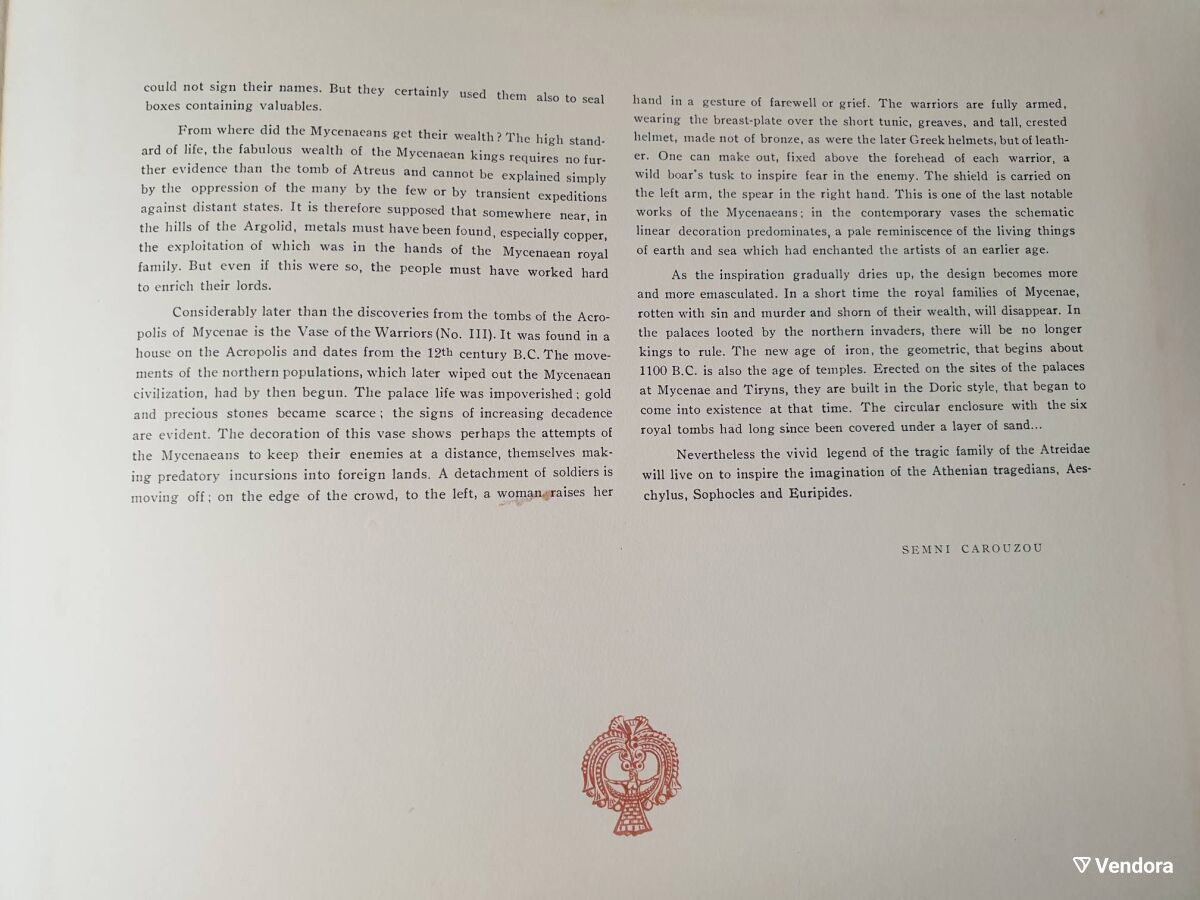 could not sign their names. But they certainly used them also to seal
boxes containing valuables.
From where did the Mycenaeans get their wealth? The high stand-
ard of life, the fabulous wealth of the Mycenaean kings requires no fur-
ther evidence than the tomb of Atreus and cannot be explained simply
by the oppression of the many by the few or by transient expeditions
against distant states. It is therefore supposed that somewhere near, in
the hills of the Argolid, metals must have been found, especially copper,
the exploitation of which was in the hands of the Mycenaean royal
family. But even if this were so, the people must have worked hard
to enrich their lords.
Considerably later than the discoveries from the tombs of the Acro-
polis of Mycenae is the Vase of the Warriors (No. III). It was found in a
house on the Acropolis and dates from the 12th century B.C. The move-
ments of the northern populations, which later wiped out the Mycenaean
civilization, had by then begun. The palace life was impoverished; gold
and precious stones became scarce; the signs of increasing decadence
are evident. The decoration of this vase shows perhaps the attempts of
the Mycenaeans to keep their enemies at a distance, themselves mak-
ing predatory incursions into foreign lands. A detachment of soldiers is
moving off; on the edge of the crowd, to the left, a woman raises her
hand in a gesture of farewell or grief. The warriors are fully armed,
wearing the breast-plate over the short tunic, greaves, and tall, crested
helmet, made not of bronze, as were the later Greek helmets, but of leath-
er. One can make out, fixed above the forehead of each warrior, a
wild boar's tusk to inspire fear in the enemy. The shield is carried on
the left arm, the spear in the right hand. This is one of the last notable
works of the Mycenaeans; in the contemporary vases the schematic
linear decoration predominates, a pale reminiscence of the living things
of earth and sea which had enchanted the artists of an earlier age.
As the inspiration gradually dries up, the design becomes more
and more emasculated. In a short time the royal families of Mycenae,
rotten with sin and murder and shorn of their wealth, will disappear. In
the palaces looted by the northern invaders, there will be no longer
kings to rule. The new age of iron, the geometric, that begins about
1100 B.C. is also the age of temples. Erected on the sites of the palaces
at Mycenae and Tiryns, they are built in the Doric style, that began to
come into existence at that time. The circular enclosure with the six
royal tombs had long since been covered under a layer of sand...
Nevertheless the vivid legend of the tragic family of the Atreidae
will live on to inspire the imagination of the Athenian tragedians, Aes-
chylus, Sophocles and Euripides.
SEMNI CAROUZOU
Vendora